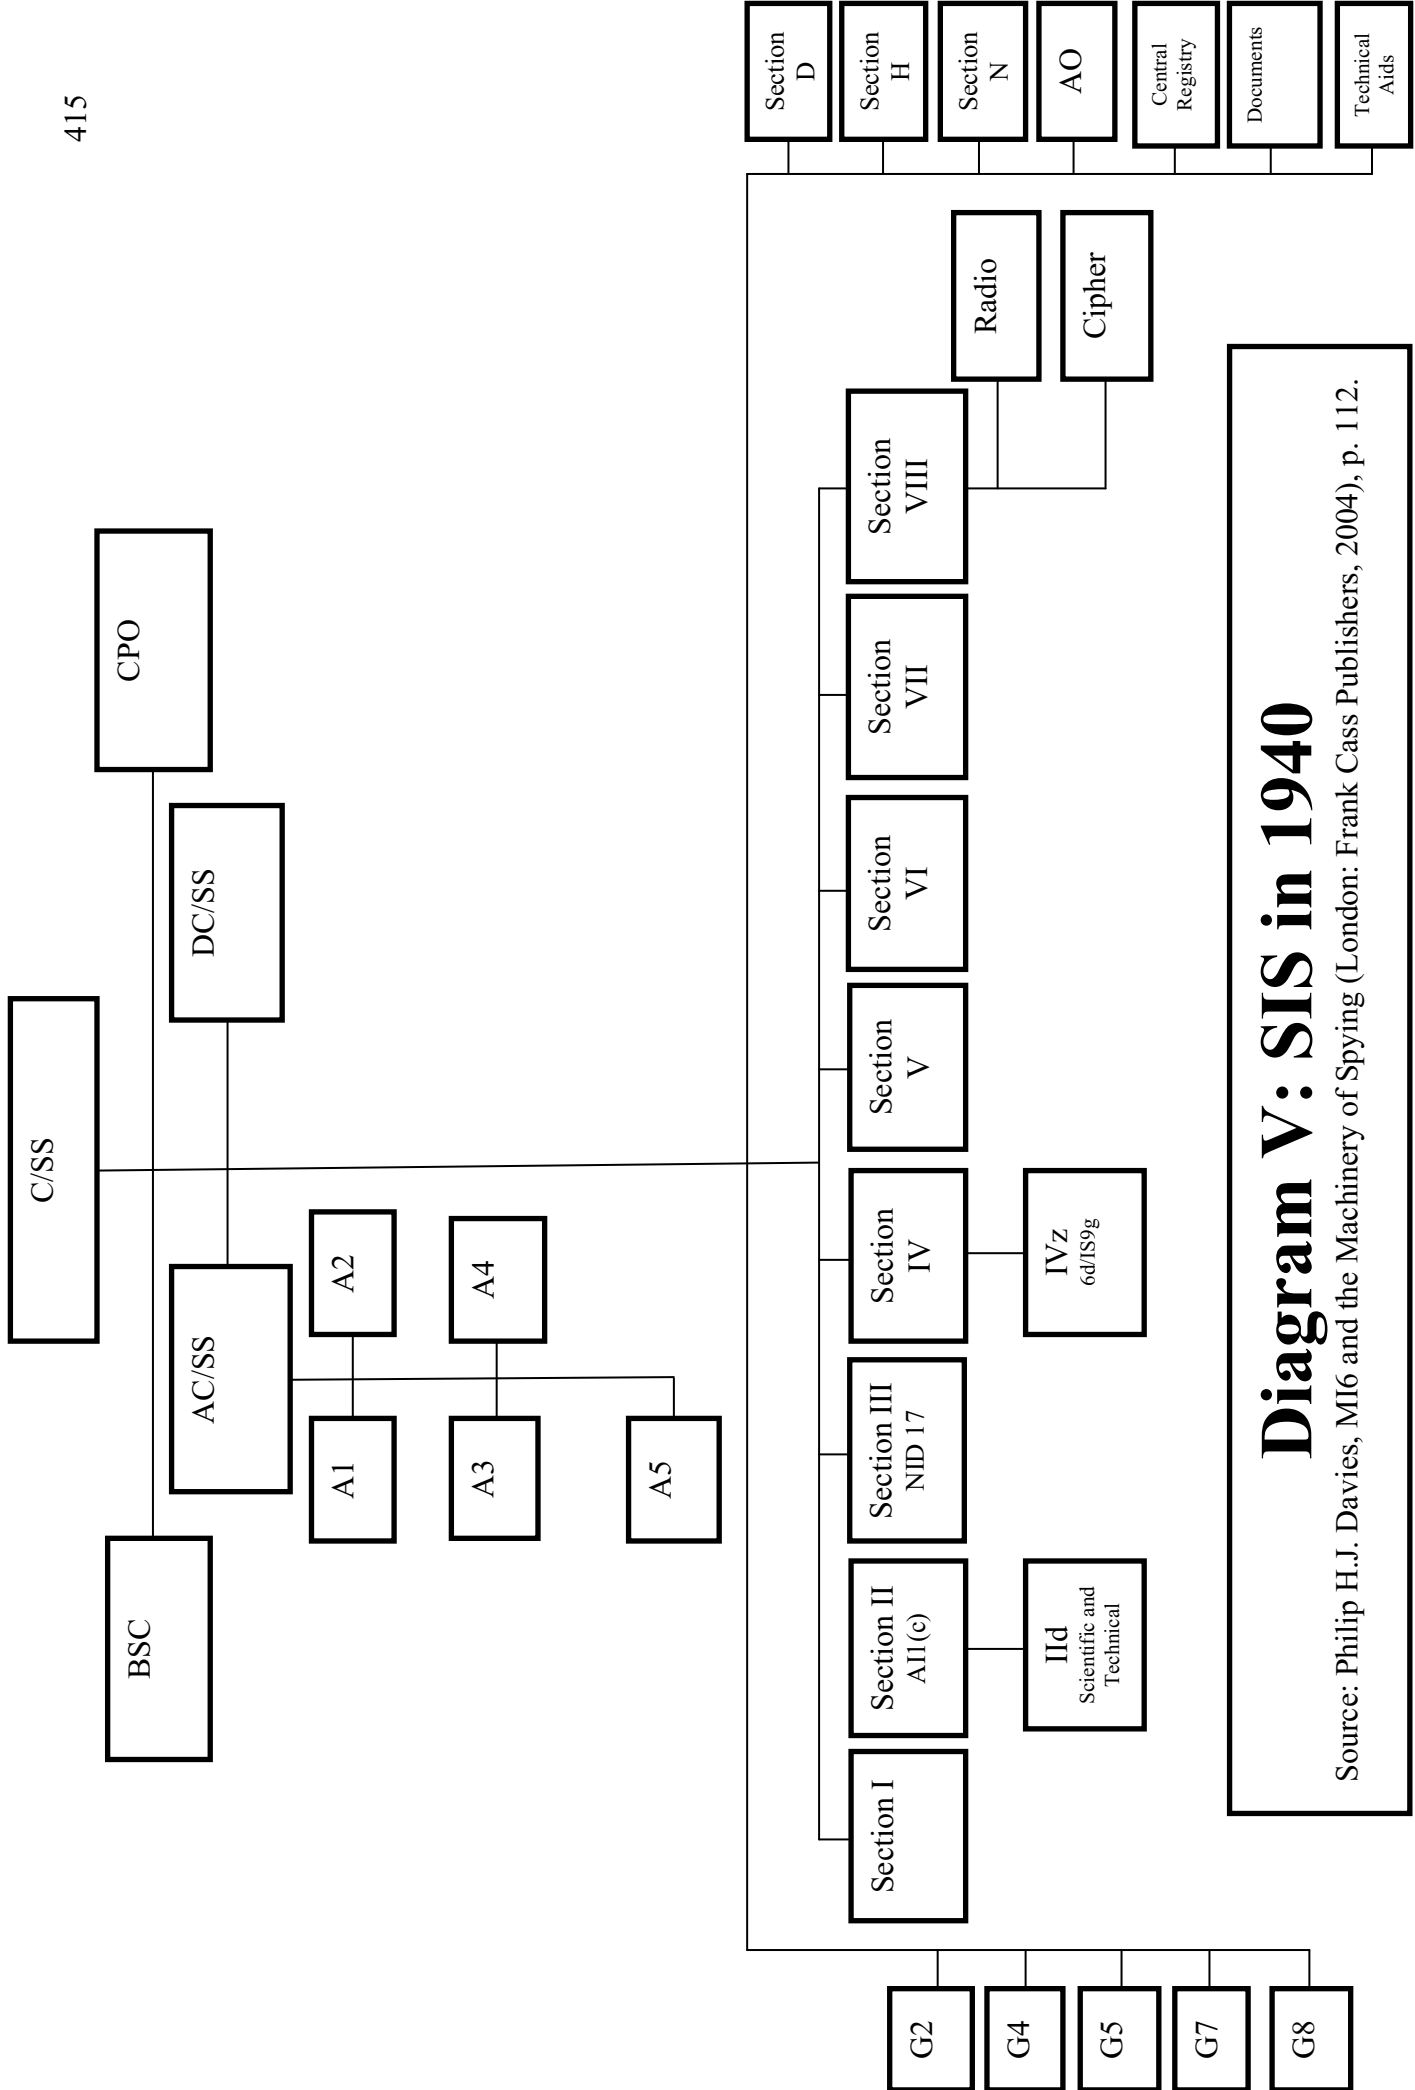 415
C/SS
BSC
CPO
AC/SS
DC/SS
A1
A2
A3
A4
A5
G2
G4
G5
G7
G8
Section I
Section II
AI1(c)
IId
Scientific and
Technical
Section III
NID 17
Section
IV
IVz
6d/IS9g
Section
V
Section
VI
Section
VII
Section
VIII
Radio
Cipher
Section
D
Section
H
Section
N
AO
Central
Registry
Documents
Technical
Aids
Diagram V: SIS in 1940
Source: Philip H.J. Davies, MI6 and the Machinery of Spying (London: Frank Cass Publishers, 2004), p. 112.